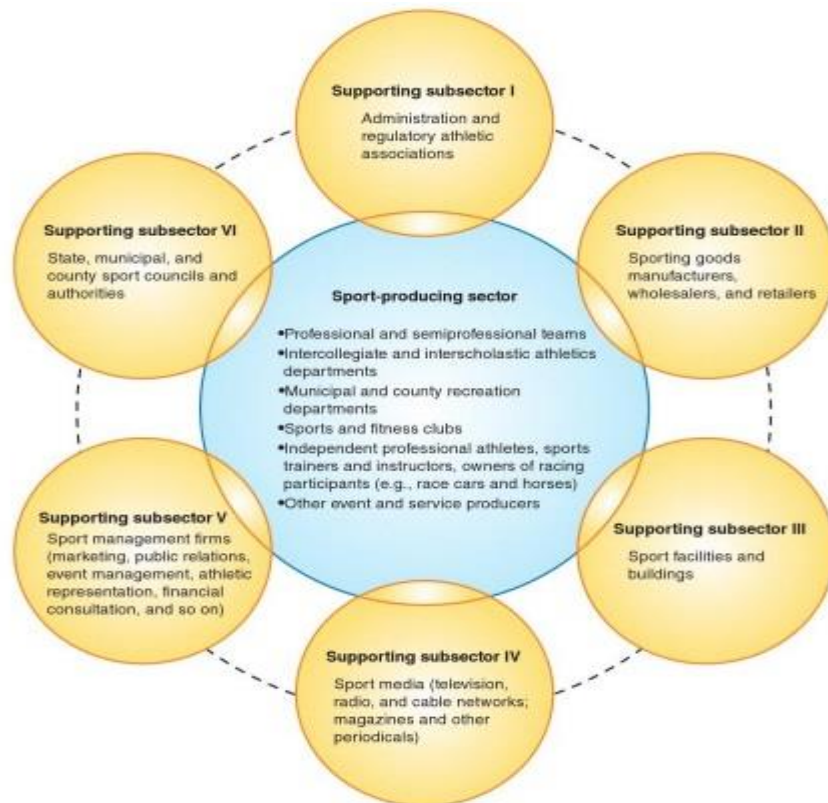 Supporting subsector I
Administration and
regulatory athletic
associations
Supporting subsector VI
State, municipal, and
county sport councils and
authorities
Supporting subsector II
Sporting goods
manufacturers,
wholesalers, and retailers
Sport-producing sector
•Professional and semiprofessional teams
•Intercollegiate and interscholastic athletics
departments
•Municipal and county recreation
departments
•Sports and fitness clubs
•Independent professional athletes, sports
trainers and instructors, owners of racing
participants (e.g., race cars and horses)
•Other event and service producers
Supporting subsector V
Sport management firms
(marketing, public relations,
event management, athletic
representation, financial
consultation, and so on)
Supporting subsector III
Sport facilities and
buildings
Supporting subsector IV
Sport media (television,
radio, and cable networks;
magazines and other
periodicals)